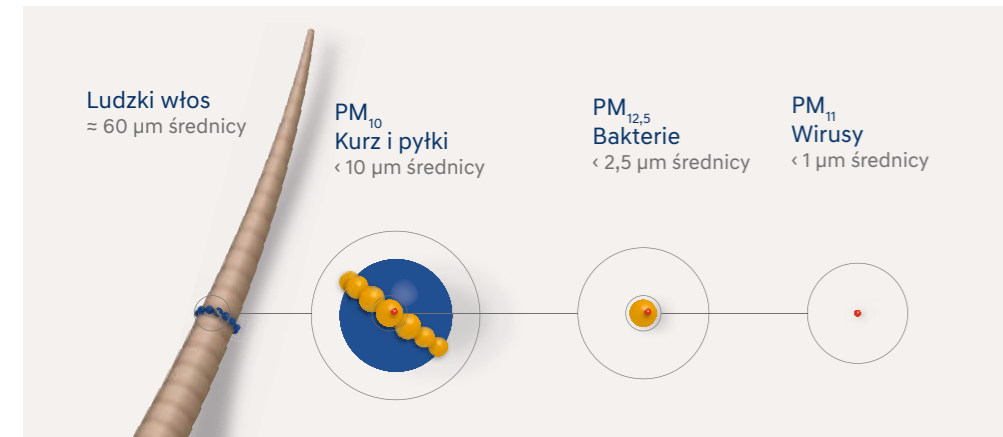 Ludzki włos
≈ 60 µm średnicy
PM₁₀
Kurz i pyłki
‹ 10 µm średnicy
PM₁₂,₅
Bakterie
‹ 2,5 µm średnicy
PM₁₁
Wirusy
‹ 1 µm średnicy